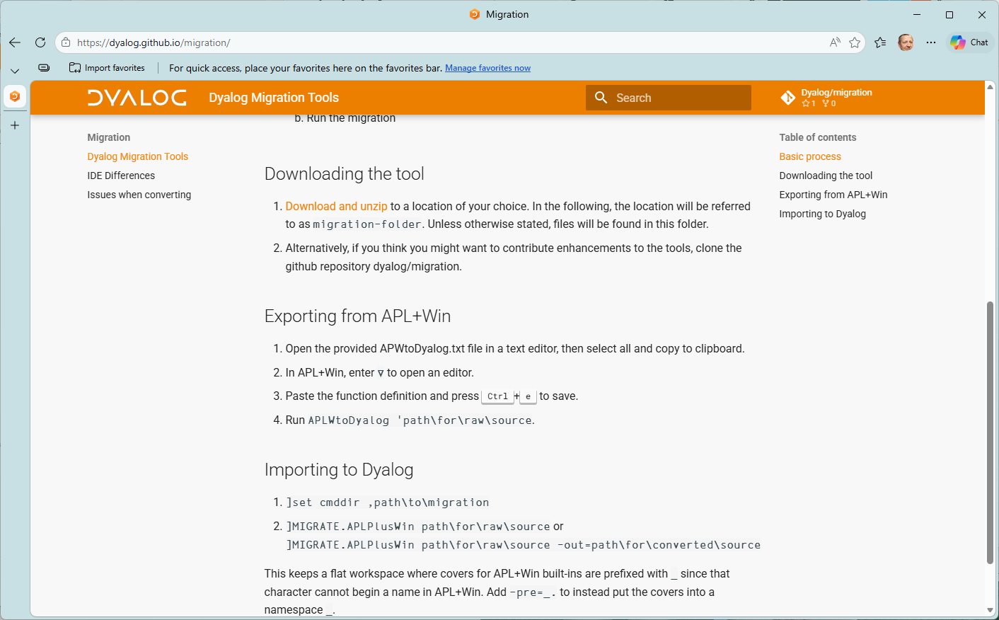 Migration
https://dyalog.github.io/migration/
Chat
Import favorites
For quick access, place your favorites here on the favorites bar. Manage favorites now
DYALOG
Dyalog Migration Tools
Search
Dyalog/migration
1 0
b. Run the migration
Migration
Dyalog Migration Tools
IDE Differences
Issues when converting
Downloading the tool
1. Download and unzip to a location of your choice. In the following, the location will be referred
to as migration-folder. Unless otherwise stated, files will be found in this folder.
2. Alternatively, if you think you might want to contribute enhancements to the tools, clone the
github repository dyalog/migration.
Exporting from APL+Win
1. Open the provided APWtoDyalog.txt file in a text editor, then select all and copy to clipboard.
2. In APL+Win, enter ∇ to open an editor.
3. Paste the function definition and press Ctrl+e to save.
4. Run APLWtoDyalog 'path\for\raw\source.
Importing to Dyalog
1. ]set cmddir ,path\to\migration
2. ]MIGRATE.APLPlusWin path\for\raw\source or
]MIGRATE.APLPlusWin path\for\raw\source -out=path\for\converted\source
This keeps a flat workspace where covers for APL+Win built-ins are prefixed with _ since that
character cannot begin a name in APL+Win. Add -pre=_. to instead put the covers into a
namespace _.
Table of contents
Basic process
Downloading the tool
Exporting from APL+Win
Importing to Dyalog